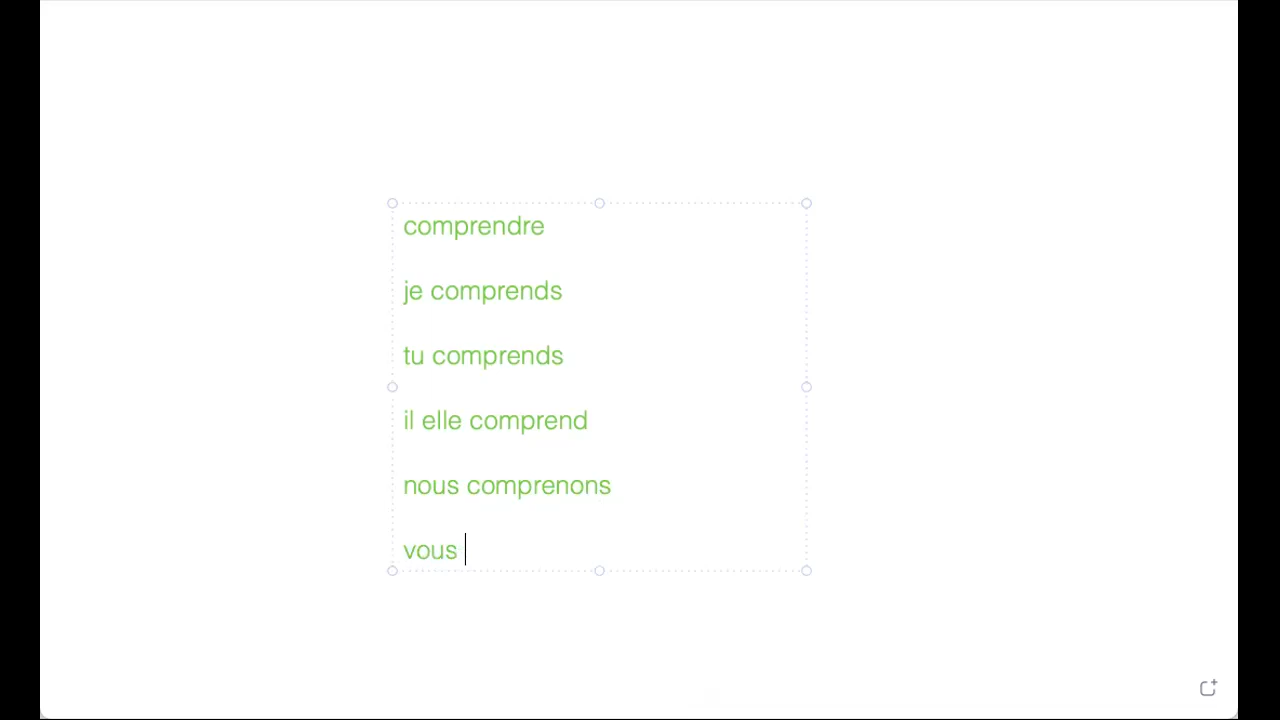 comprendre
je comprends
tu comprends
il elle comprend
nous comprenons
vous